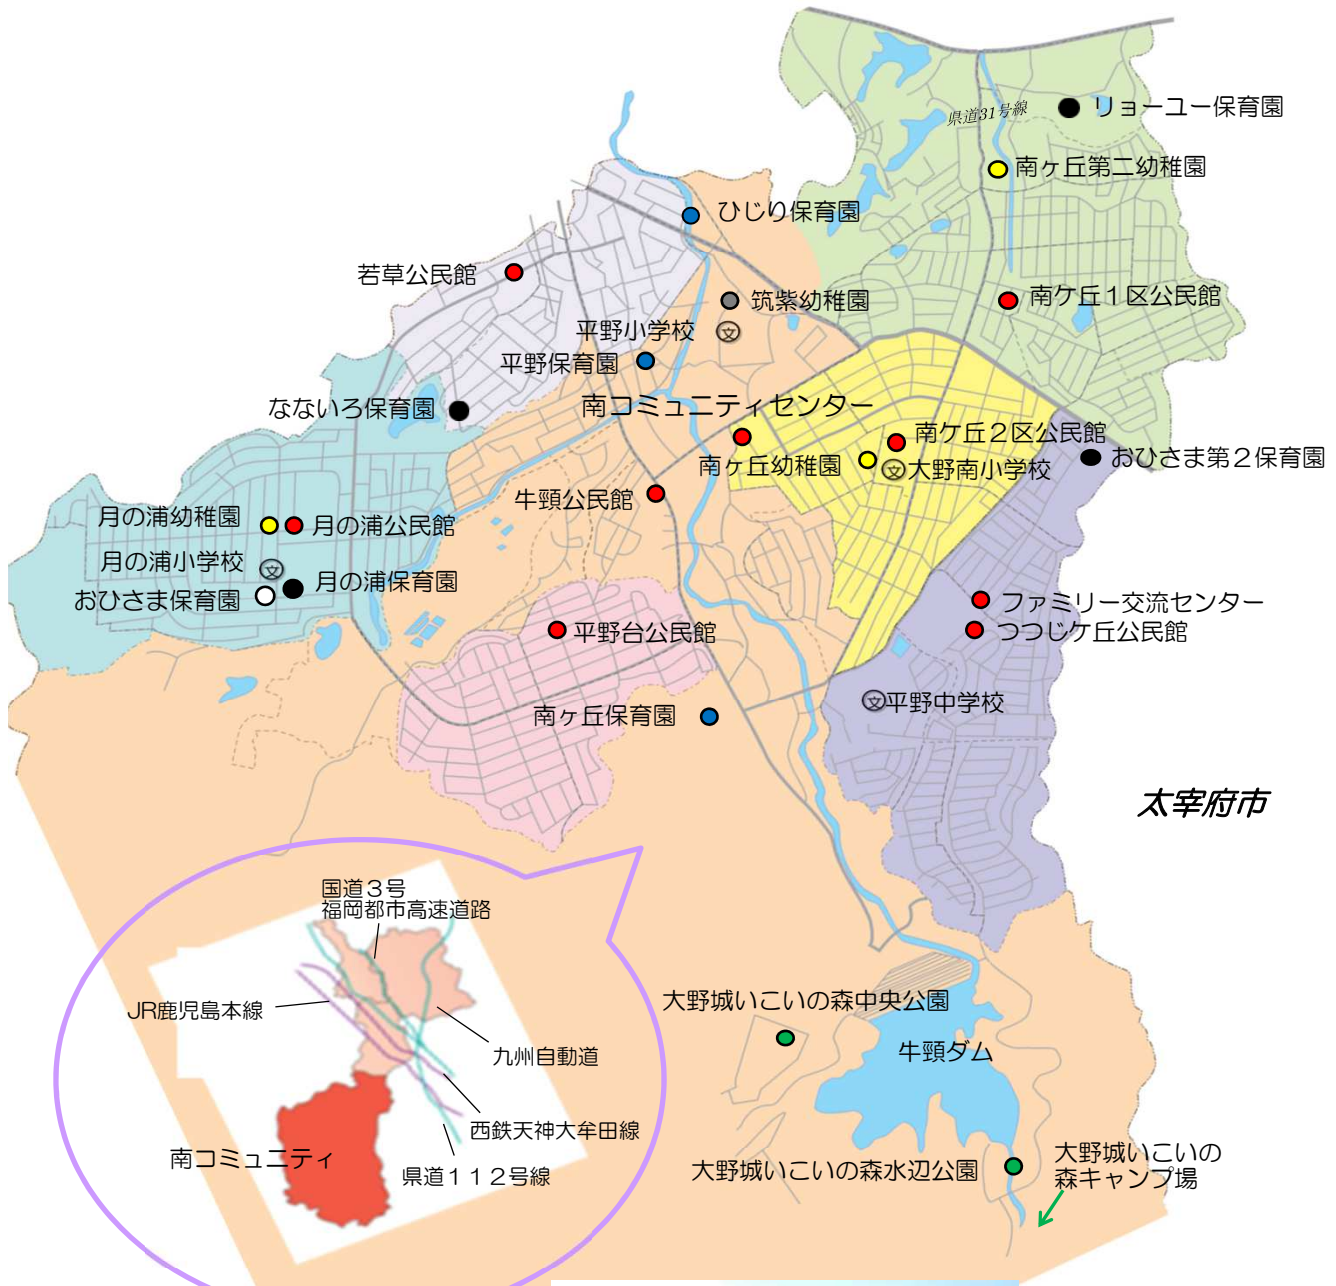 県道31号線
リョーユー保育園
南ヶ丘第二幼稚園
ひじり保育園
若草公民館
筑紫幼稚園
南ケ丘１区公民館
平野小学校
文
平野保育園
なないろ保育園
南コミュニティセンター
南ケ丘２区公民館
南ヶ丘幼稚園
文
大野南小学校
おひさま第２保育園
牛頸公民館
月の浦幼稚園
月の浦公民館
月の浦小学校
文
月の浦保育園
おひさま保育園
ファミリー交流センター
つつじケ丘公民館
平野台公民館
文
平野中学校
南ヶ丘保育園
太宰府市
国道３号
福岡都市高速道路
JR鹿児島本線
九州自動道
西鉄天神大牟田線
県道１１２号線
南コミュニティ
大野城いこいの森中央公園
牛頸ダム
大野城いこいの森水辺公園
大野城いこいの
森キャンプ場